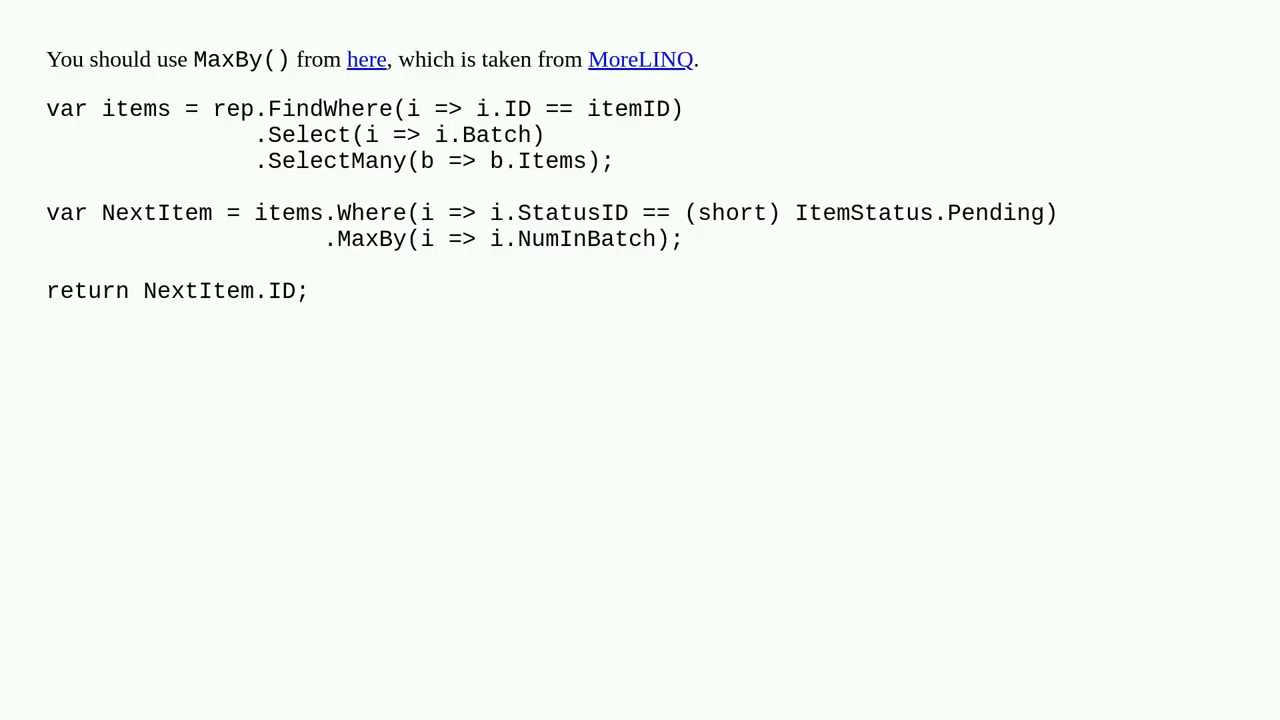 You should use MaxBy() from here, which is taken from MoreLINQ.
var items = rep.FindWhere(i => i.ID == itemID)
               .Select(i => i.Batch)
               .SelectMany(b => b.Items);
var NextItem = items.Where(i => i.StatusID == (short) ItemStatus.Pending)
                    .MaxBy(i => i.NumInBatch);
return NextItem.ID;